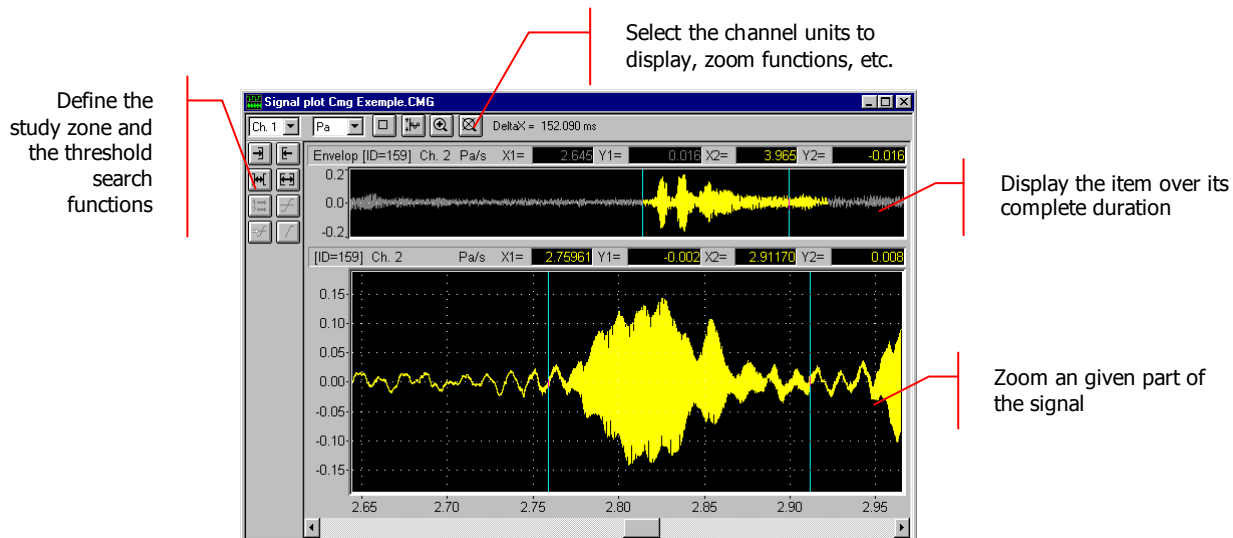 Select the channel units to
display, zoom functions, etc.
Define the
study zone and
the threshold
search
functions
Signal plot Cmg Exemple.CMG
Ch. 1 Pa DeltaX = 152.090 ms
Envelop [ID=159] Ch. 2 Pa/s X1= 2.645 Y1= 0.016 X2= 3.965 Y2= -0.016
0.2
0.0
-0.2
Display the item over its
complete duration
[ID=159] Ch. 2 Pa/s X1= 2.75961 Y1= -0.002 X2= 2.91170 Y2= 0.008
0.15
0.10
0.05
0.00
-0.05
-0.10
-0.15
Zoom an given part of
the signal
2.65 2.70 2.75 2.80 2.85 2.90 2.95